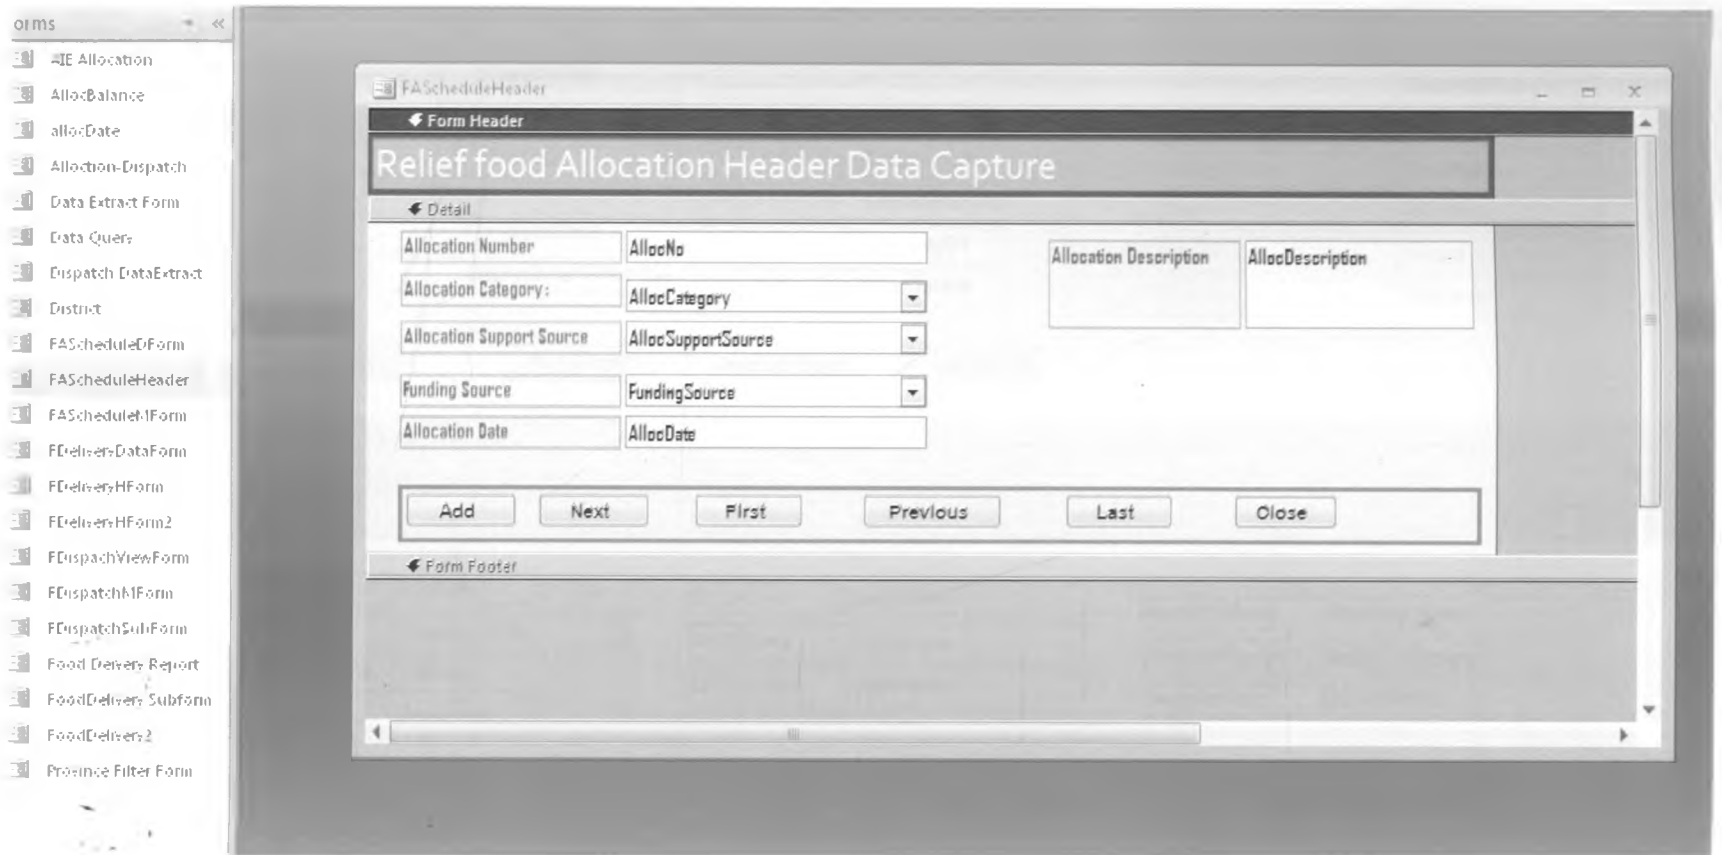 orms «
AIE Allocation
AllocBalance
allocDate
Alloction-Dispatch
Data Extract Form
Data Query
Dispatch DataExtract
District
FAScheduleDForm
FAScheduleHeader
FAScheduleMForm
FDeliveryDataForm
FDeliveryHForm
FDeliveryHForm2
FDispachViewForm
FDispatchMForm
FDispatchSubForm
Food Delivery Report
FoodDelivery Subform
FoodDelivery2
Province Filter Form
FAScheduleHeader
Form Header
Relief food Allocation Header Data Capture
Detail
Allocation Number AllocNo
Allocation Description AllocDescription
Allocation Category: AllocCategory
Allocation Support Source AllocSupportSource
Funding Source FundingSource
Allocation Date AllocDate
Add Next First Previous Last Close
Form Footer